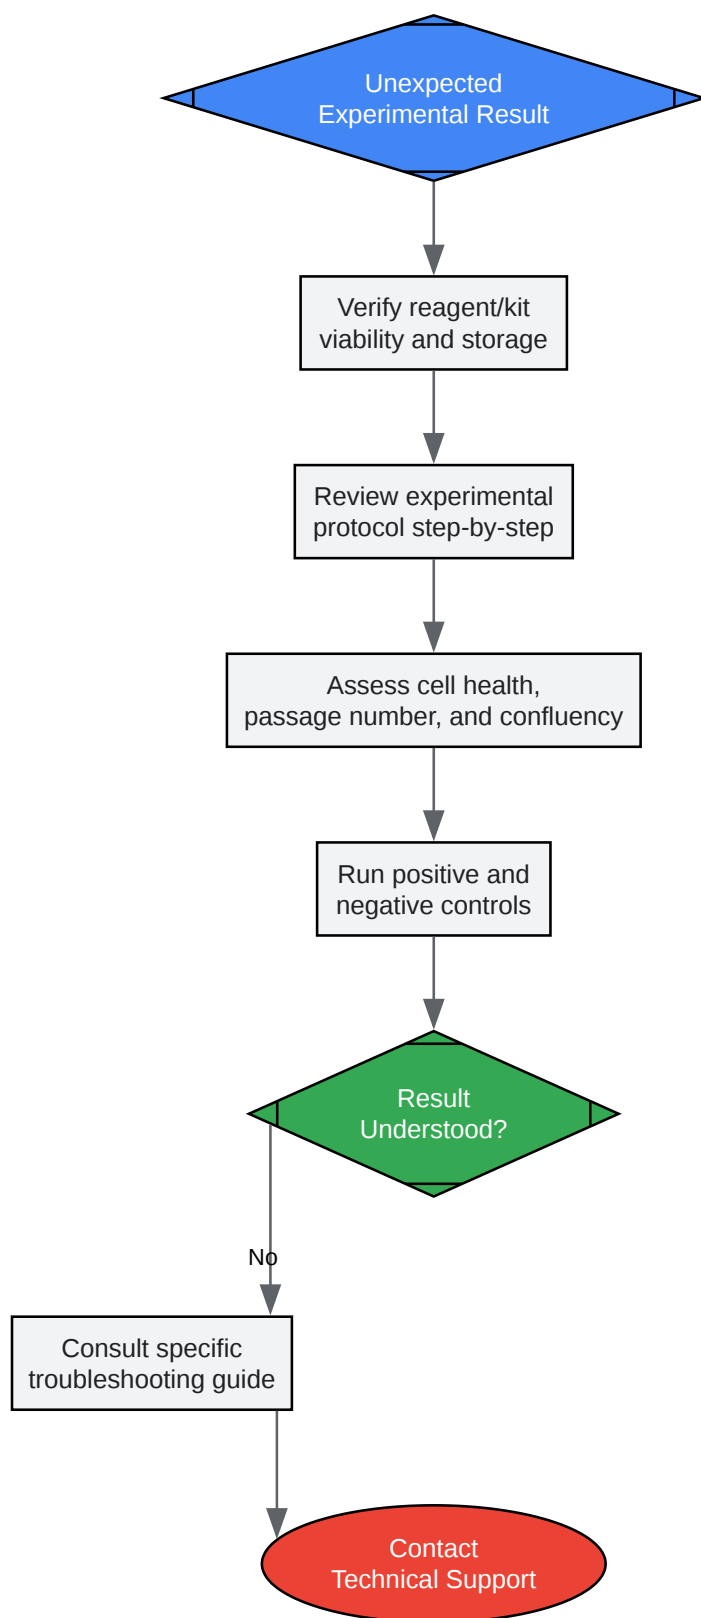 Unexpected
Experimental Result
Verify reagent/kit
viability and storage
Review experimental
protocol step-by-step
Assess cell health,
passage number, and confluency
Run positive and
negative controls
Result
Understood?
No
Consult specific
troubleshooting guide
Contact
Technical Support